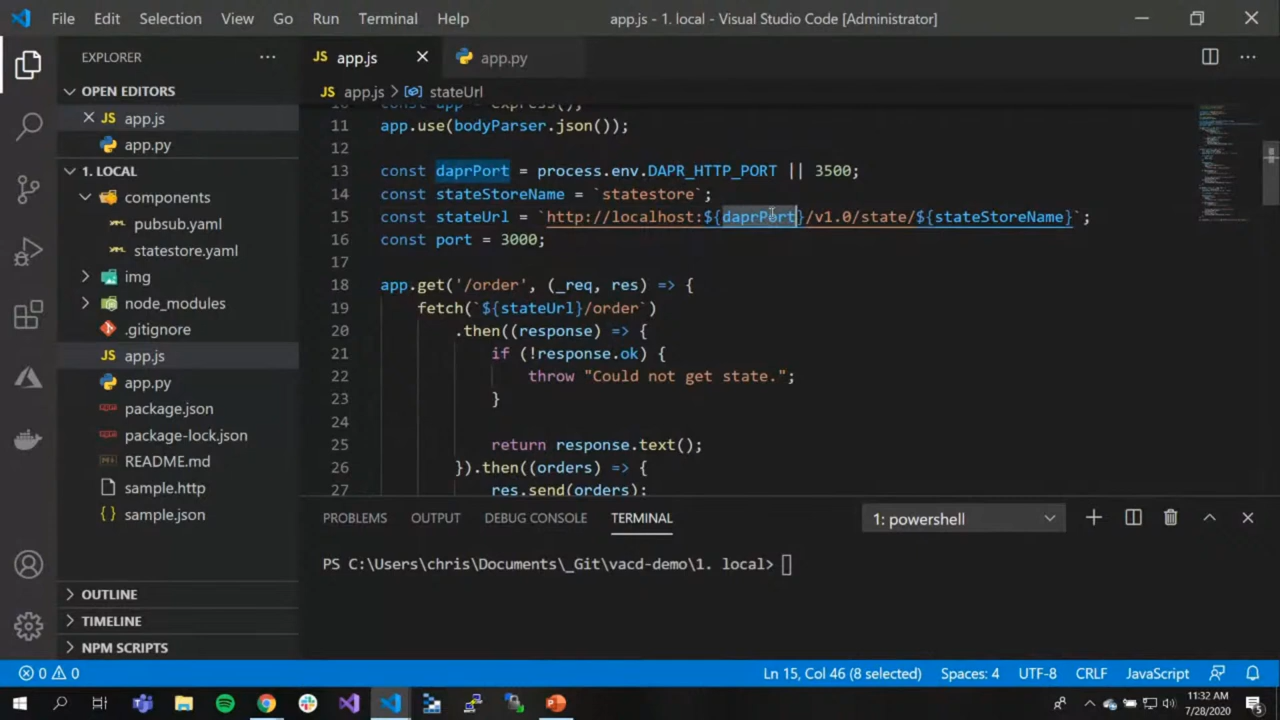 File Edit Selection View Go Run Terminal Help app.js - 1. local - Visual Studio Code [Administrator]
EXPLORER
OPEN EDITORS
JS app.js
app.py
1. LOCAL
components
pubsub.yaml
statestore.yaml
img
node_modules
.gitignore
JS app.js
app.py
package.json
package-lock.json
README.md
sample.http
{} sample.json
OUTLINE
TIMELINE
NPM SCRIPTS
JS app.js app.py
JS app.js > stateUrl
10 const app = express();
11 app.use(bodyParser.json());
12
13 const daprPort = process.env.DAPR_HTTP_PORT || 3500;
14 const stateStoreName = `statestore`;
15 const stateUrl = `http://localhost:${daprPort}/v1.0/state/${stateStoreName}`;
16 const port = 3000;
17
18 app.get('/order', (_req, res) => {
19 fetch(`${stateUrl}/order`)
20 .then((response) => {
21 if (!response.ok) {
22 throw "Could not get state.";
23 }
24
25 return response.text();
26 }).then((orders) => {
27 res.send(orders);
PROBLEMS OUTPUT DEBUG CONSOLE TERMINAL 1: powershell
PS C:\Users\chris\Documents\_Git\vacd-demo\1. local>
0 0 Ln 15, Col 46 (8 selected) Spaces: 4 UTF-8 CRLF JavaScript
11:32 AM
7/28/2020
5